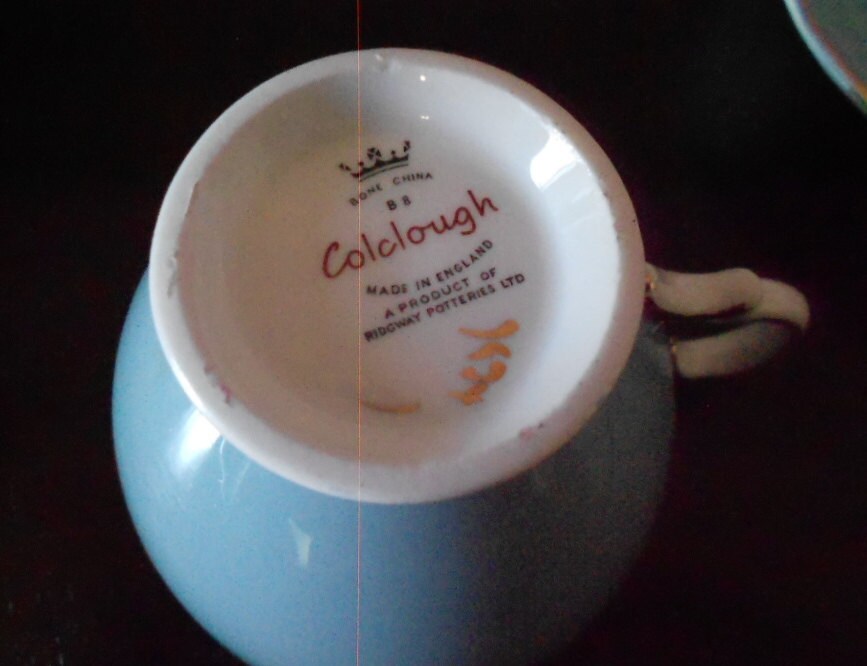 BONE CHINA
B8
Colclough
MADE IN ENGLAND
A PRODUCT OF
RIDGWAY POTTERIES LTD